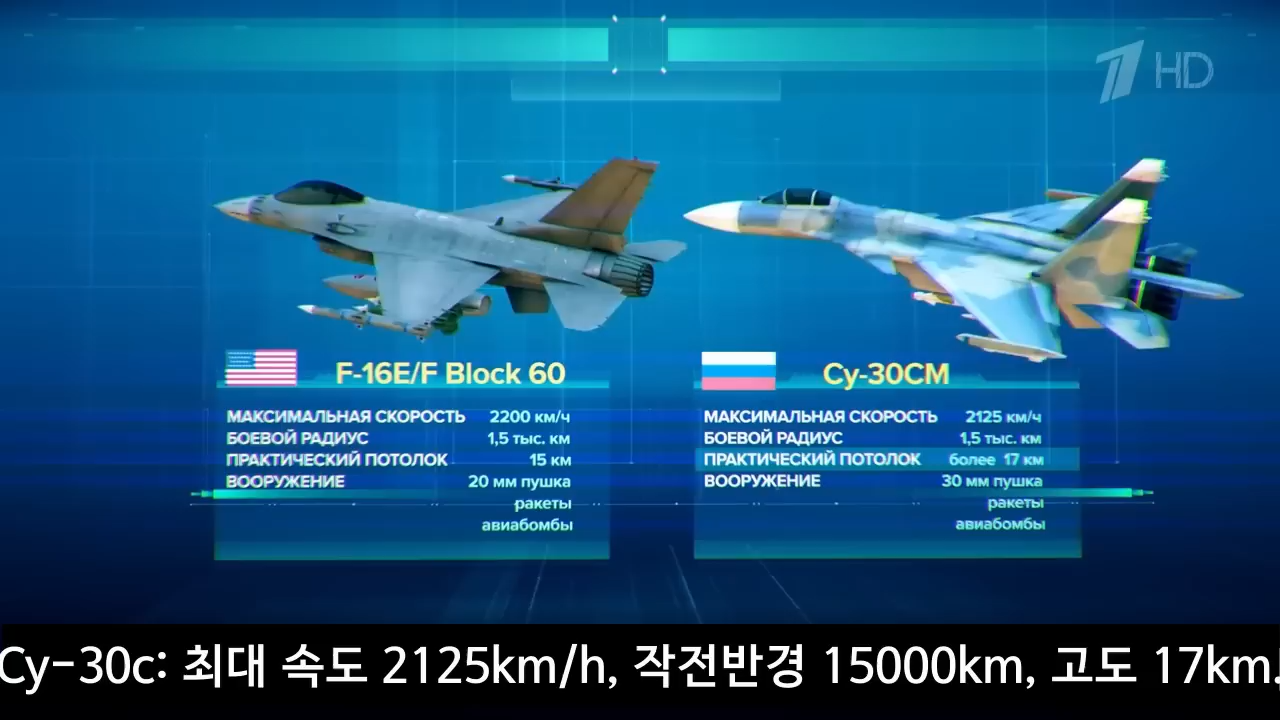 1 HD
F-16E/F Block 60
МАКСИМАЛЬНАЯ СКОРОСТЬ 2200 км/ч
БОЕВОЙ РАДИУС 1,5 тыс. км
ПРАКТИЧЕСКИЙ ПОТОЛОК 15 км
ВООРУЖЕНИЕ 20 мм пушка
ракеты
авиабомбы
Су-30СМ
МАКСИМАЛЬНАЯ СКОРОСТЬ 2125 км/ч
БОЕВОЙ РАДИУС 1,5 тыс. км
ПРАКТИЧЕСКИЙ ПОТОЛОК более 17 км
ВООРУЖЕНИЕ 30 мм пушка
ракеты
авиабомбы
Cy-30c: 최대 속도 2125km/h, 작전반경 15000km, 고도 17km.